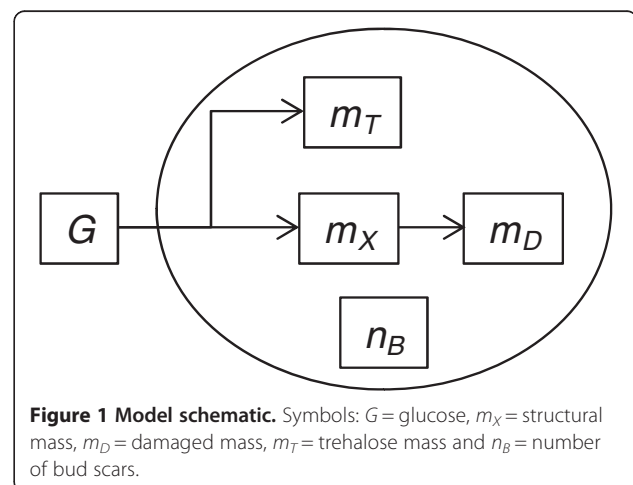 m_T
G
m_X
m_D
n_B
Figure 1 Model schematic. Symbols: G = glucose, m_X = structural
mass, m_D = damaged mass, m_T = trehalose mass and n_B = number
of bud scars.